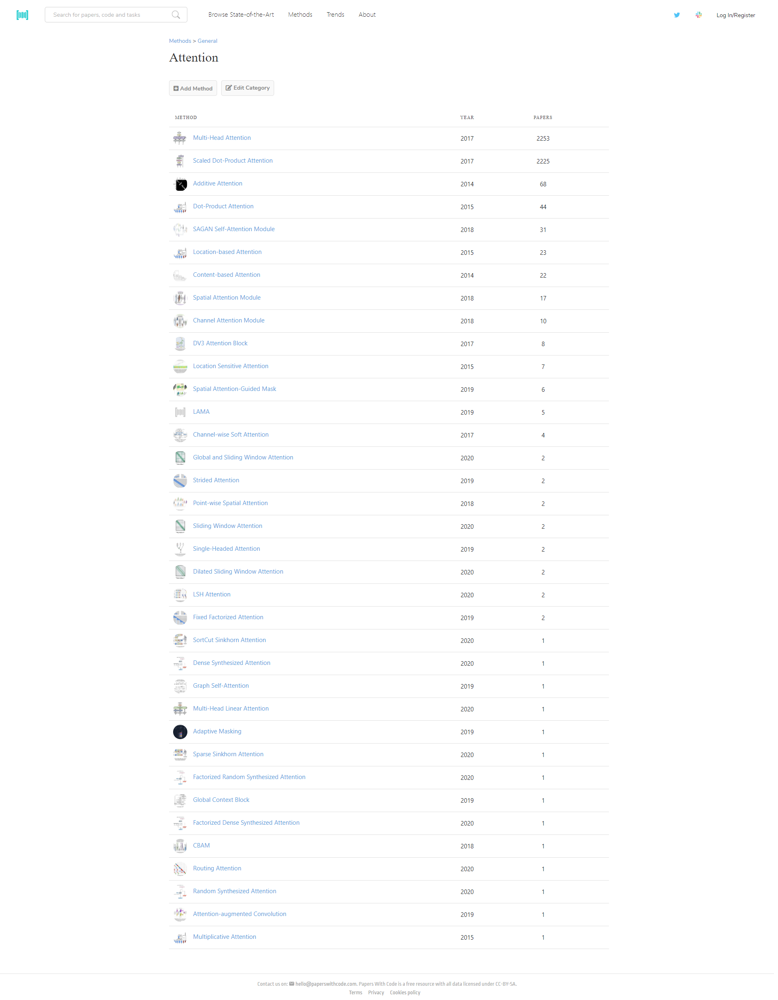 Search for papers, code and tasks Browse State-of-the-Art Methods Trends About Log In/Register
Methods > General
Attention
Add Method Edit Category
METHOD YEAR PAPERS
Multi-Head Attention 2017 2253
Scaled Dot-Product Attention 2017 2225
Additive Attention 2014 68
Dot-Product Attention 2015 44
SAGAN Self-Attention Module 2018 31
Location-based Attention 2015 23
Content-based Attention 2014 22
Spatial Attention Module 2018 17
Channel Attention Module 2018 10
DV3 Attention Block 2017 8
Location Sensitive Attention 2015 7
Spatial Attention-Guided Mask 2019 6
LAMA 2019 5
Channel-wise Soft Attention 2017 4
Global and Sliding Window Attention 2020 2
Strided Attention 2019 2
Point-wise Spatial Attention 2018 2
Sliding Window Attention 2020 2
Single-Headed Attention 2019 2
Dilated Sliding Window Attention 2020 2
LSH Attention 2020 2
Fixed Factorized Attention 2019 2
SortCut Sinkhorn Attention 2020 1
Dense Synthesized Attention 2020 1
Graph Self-Attention 2019 1
Multi-Head Linear Attention 2020 1
Adaptive Masking 2019 1
Sparse Sinkhorn Attention 2020 1
Factorized Random Synthesized Attention 2020 1
Global Context Block 2019 1
Factorized Dense Synthesized Attention 2020 1
CBAM 2018 1
Routing Attention 2020 1
Random Synthesized Attention 2020 1
Attention-augmented Convolution 2019 1
Multiplicative Attention 2015 1
Contact us on: hello@paperswithcode.com. Papers With Code is a free resource with all data licensed under CC-BY-SA.
Terms Privacy Cookies policy